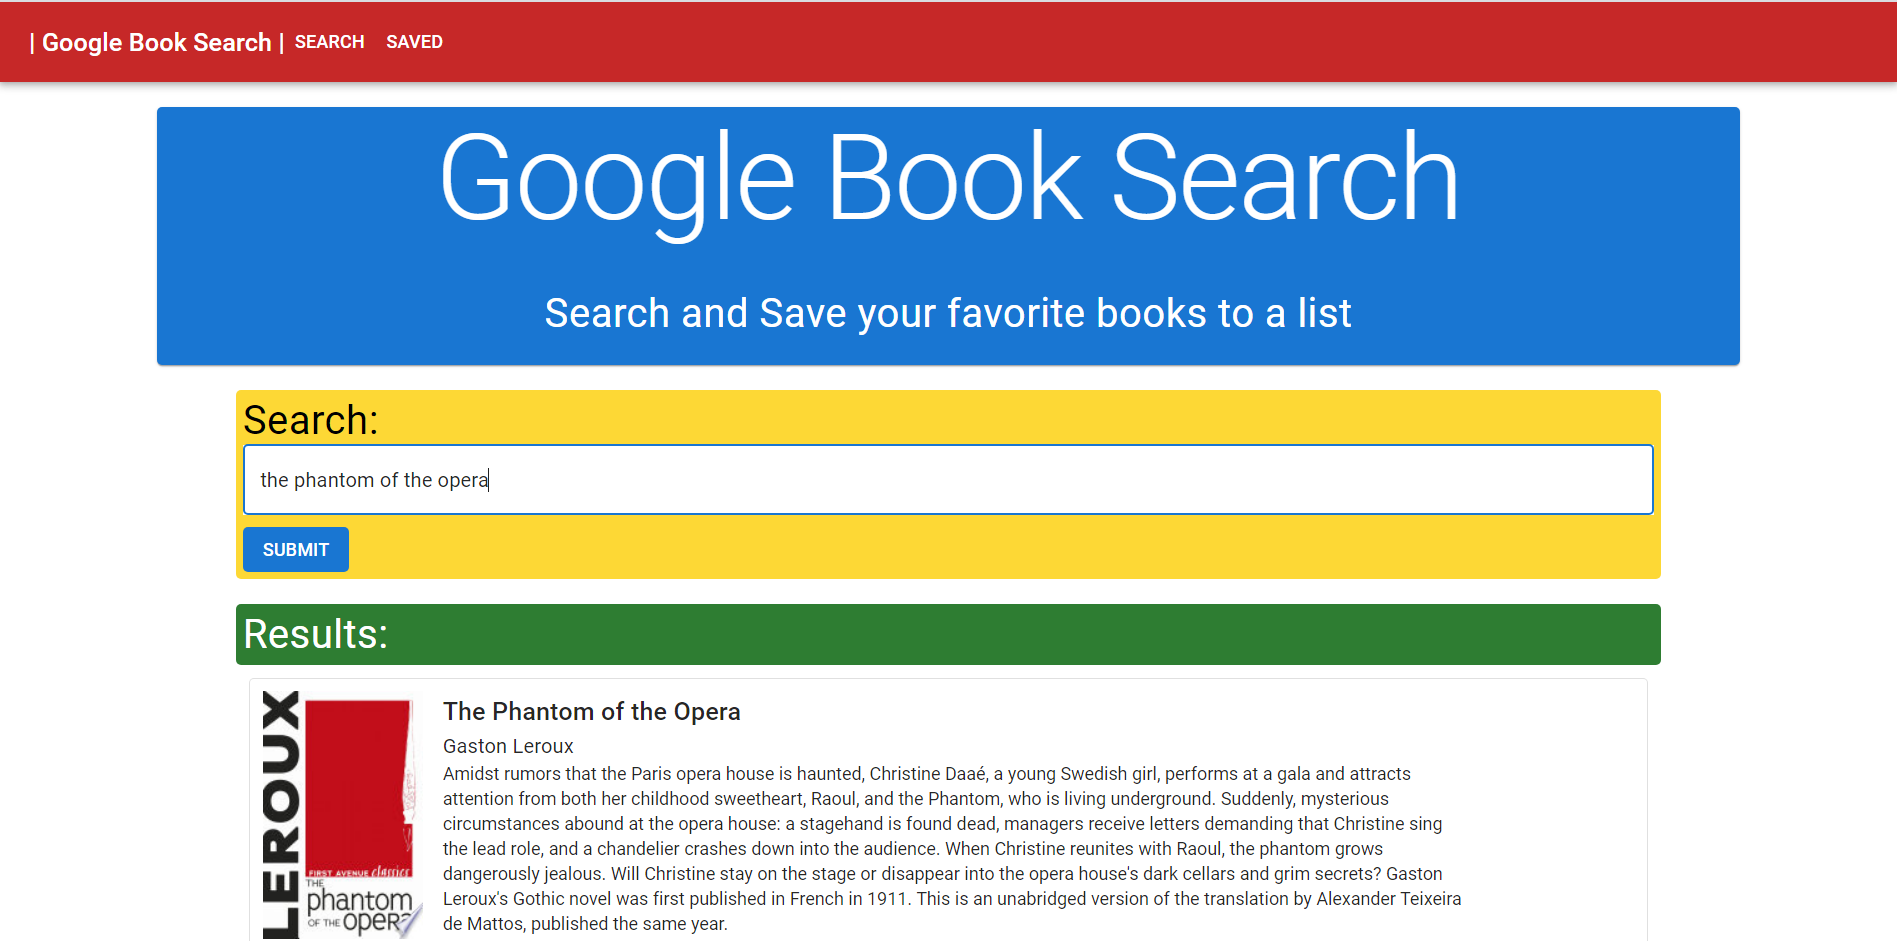 | Google Book Search | SEARCH SAVED
Google Book Search
Search and Save your favorite books to a list
Search:
the phantom of the opera
SUBMIT
Results:
LEROUX
FIRST AVENUE classics
THE
phantom
OF THE opera
The Phantom of the Opera
Gaston Leroux
Amidst rumors that the Paris opera house is haunted, Christine Daaé, a young Swedish girl, performs at a gala and attracts
attention from both her childhood sweetheart, Raoul, and the Phantom, who is living underground. Suddenly, mysterious
circumstances abound at the opera house: a stagehand is found dead, managers receive letters demanding that Christine sing
the lead role, and a chandelier crashes down into the audience. When Christine reunites with Raoul, the phantom grows
dangerously jealous. Will Christine stay on the stage or disappear into the opera house's dark cellars and grim secrets? Gaston
Leroux's Gothic novel was first published in French in 1911. This is an unabridged version of the translation by Alexander Teixeira
de Mattos, published the same year.